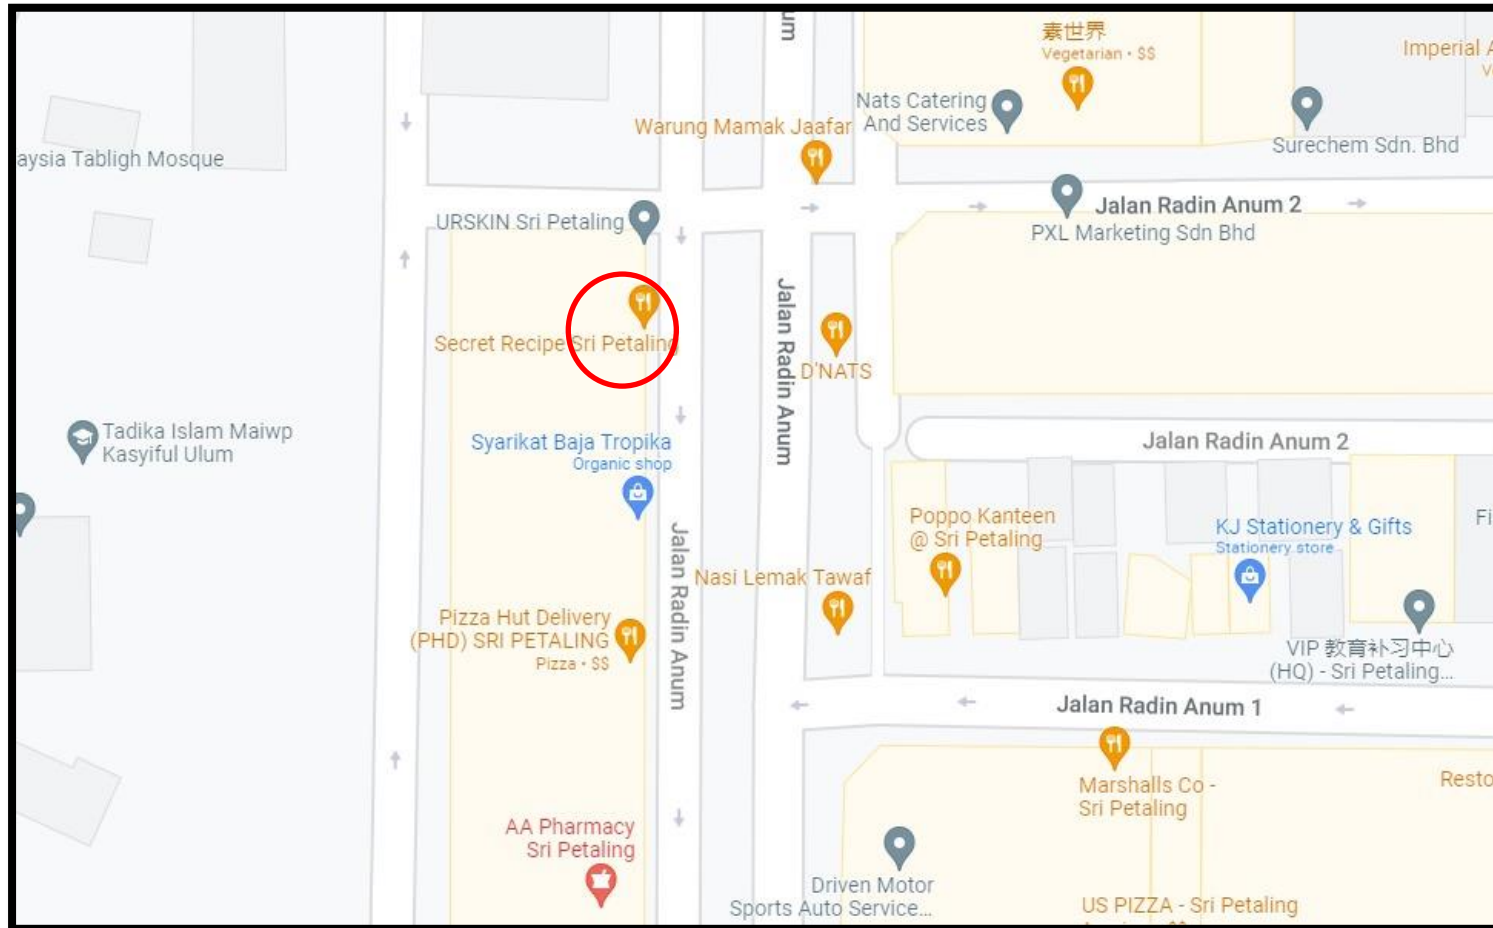 um
素世界
Vegetarian · $$
Imperial A
Nats Catering
And Services
Warung Mamak Jaafar
Surechem Sdn. Bhd
aysia Tabligh Mosque
Jalan Radin Anum 2
URSKIN Sri Petaling
PXL Marketing Sdn Bhd
Secret Recipe Sri Petaling
Jalan Radin Anum
D'NATS
Tadika Islam Maiwp
Kasyiful Ulum
Syarikat Baja Tropika
Organic shop
Jalan Radin Anum 2
Poppo Kanteen
@ Sri Petaling
KJ Stationery & Gifts
Stationery store
Fi
Jalan Radin Anum
Nasi Lemak Tawaf
Pizza Hut Delivery
(PHD) SRI PETALING
Pizza · $$
VIP 教育补习中心
(HQ) - Sri Petaling...
Jalan Radin Anum 1
Marshalls Co -
Sri Petaling
Resto
AA Pharmacy
Sri Petaling
Driven Motor
Sports Auto Service...
US PIZZA - Sri Petaling